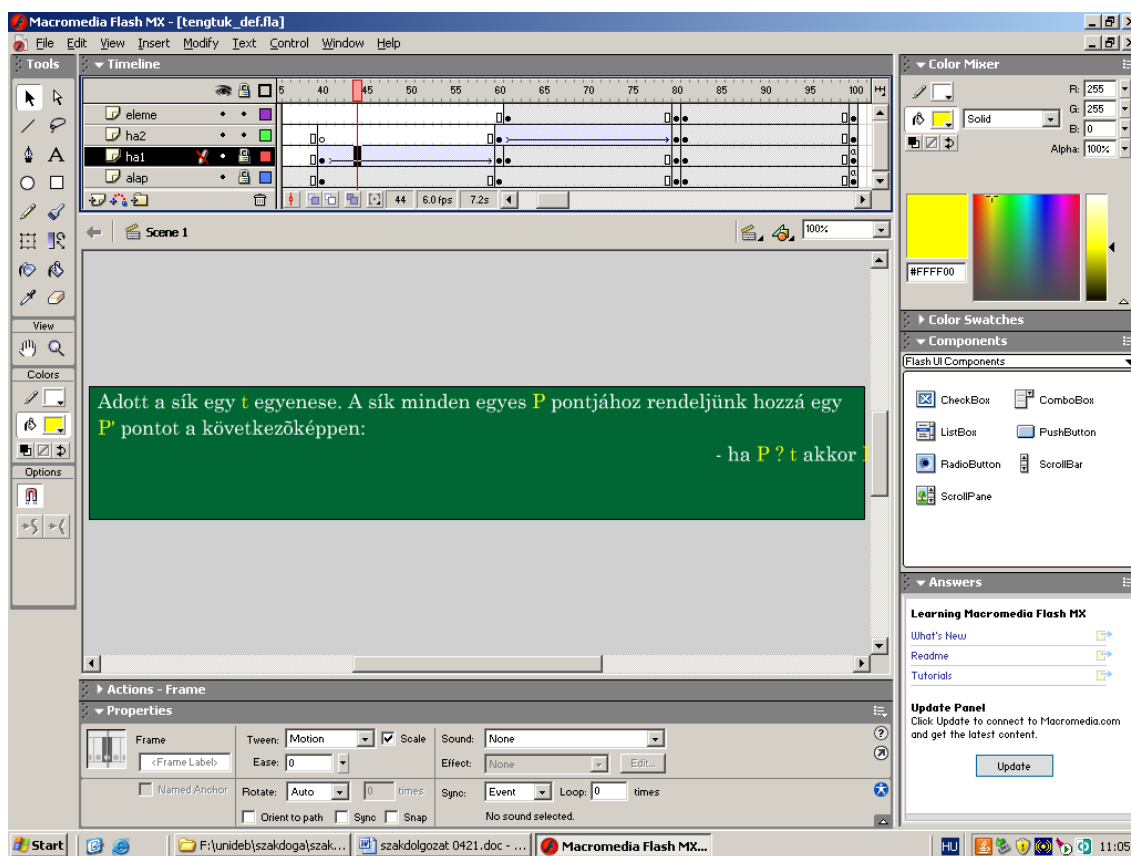 Macromedia Flash MX - [tengtuk_def.fla]
File Edit View Insert Modify Text Control Window Help
Tools
Timeline
5 40 45 50 55 60 65 70 75 80 85 90 95 100
eleme
ha2
ha1
alap
44 6.0 fps 7.2s
Scene 1
100%
View
Colors
Options
Adott a sík egy t egyenese. A sík minden egyes P pontjához rendeljünk hozzá egy
P' pontot a következõképpen:
- ha P ? t akkor
Actions - Frame
Properties
Frame
<Frame Label>
Named Anchor
Tween: Motion Scale
Ease: 0
Rotate: Auto 0 times
Orient to path Sync Snap
Sound: None
Effect: None Edit...
Sync: Event Loop: 0 times
No sound selected.
Color Mixer
Solid
R: 255
G: 255
B: 0
Alpha: 100%
#FFFF00
Color Swatches
Components
Flash UI Components
CheckBox ComboBox
ListBox PushButton
RadioButton ScrollBar
ScrollPane
Answers
Learning Macromedia Flash MX
What's New
Readme
Tutorials
Update Panel
Click Update to connect to Macromedia.com
and get the latest content.
Update
Start F:\unideb\szakdoga\szak... szakdolgozat 0421.doc - ... Macromedia Flash MX... HU 11:05